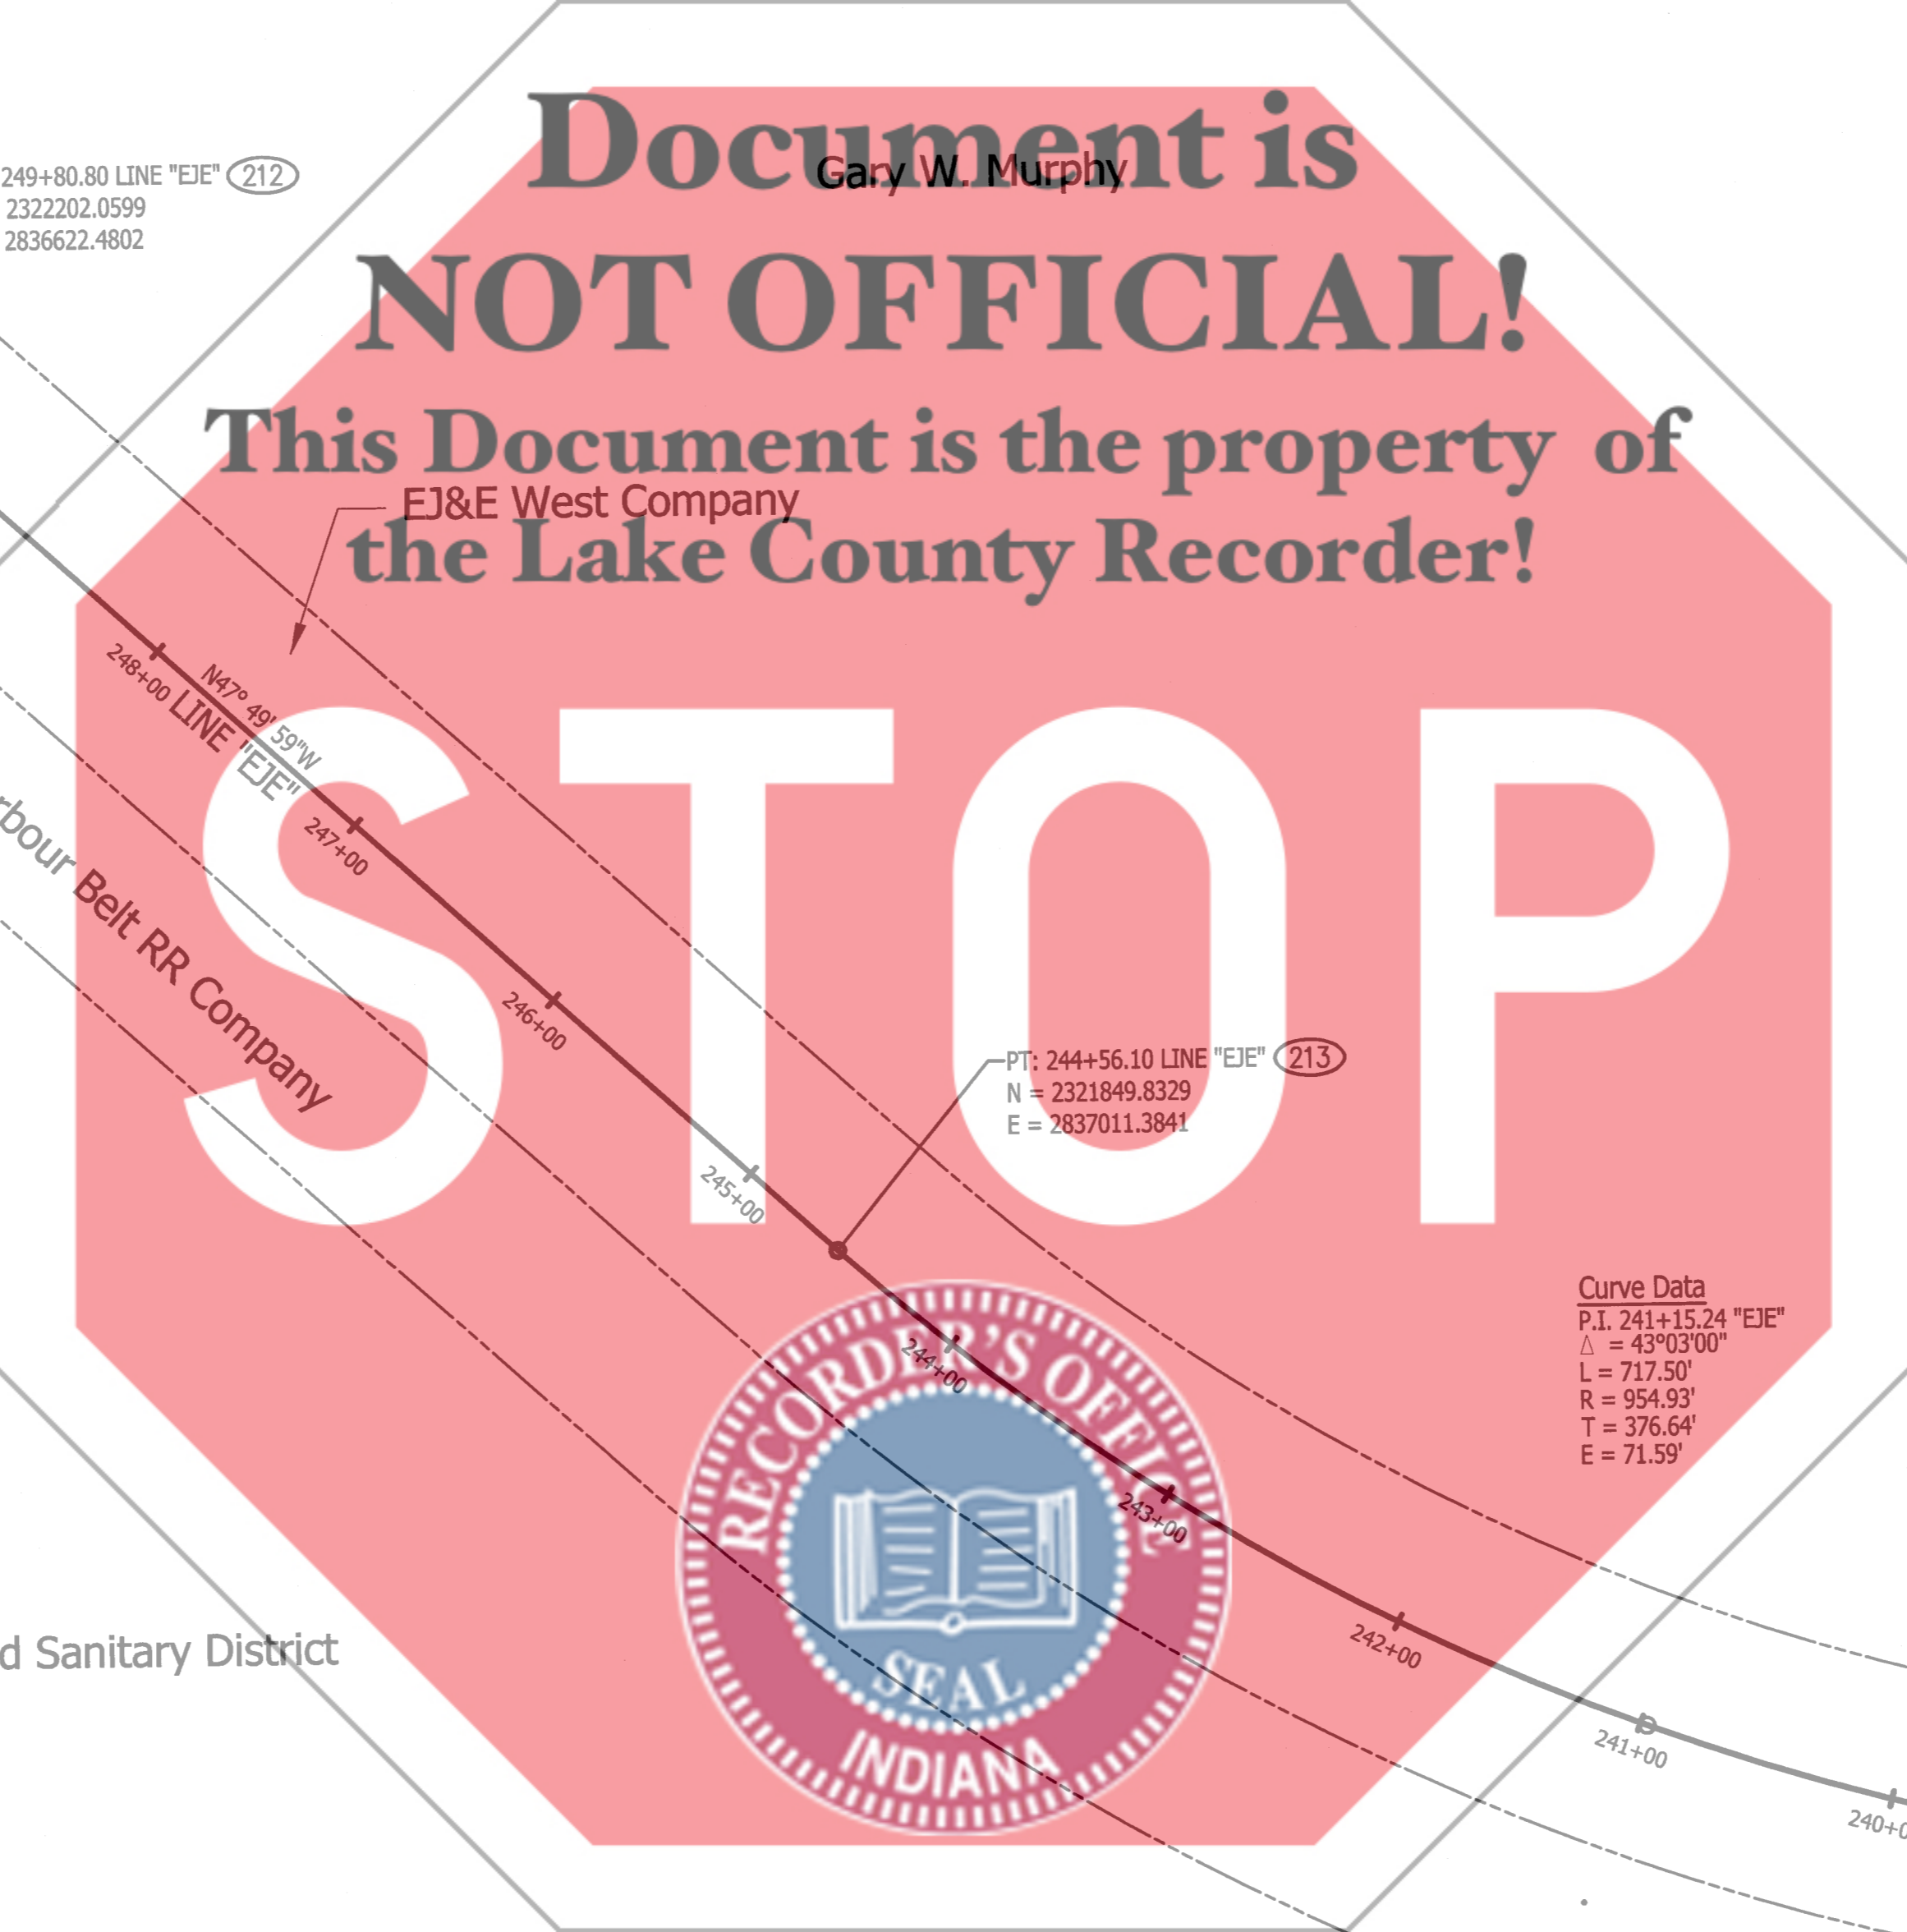 Document is
Gary W. Murphy
249+80.80 LINE "EJE" 212
2322202.0599
2836622.4802
NOT OFFICIAL!
This Document is the property of
EJ&E West Company
the Lake County Recorder!
248+00 LINE "EJE"
N47° 49' 59"W
STOP
247+00
rbour Belt RR Company
246+00
PT: 244+56.10 LINE "EJE" 213
N = 2321849.8329
E = 2837011.3841
245+00
Curve Data
P.I. 241+15.24 "EJE"
Δ = 43°03'00"
L = 717.50'
R = 954.93'
T = 376.64'
E = 71.59'
RECORDER'S OFFICE
244+00
243+00
242+00
d Sanitary District
SEAL
INDIANA
241+00
240+0